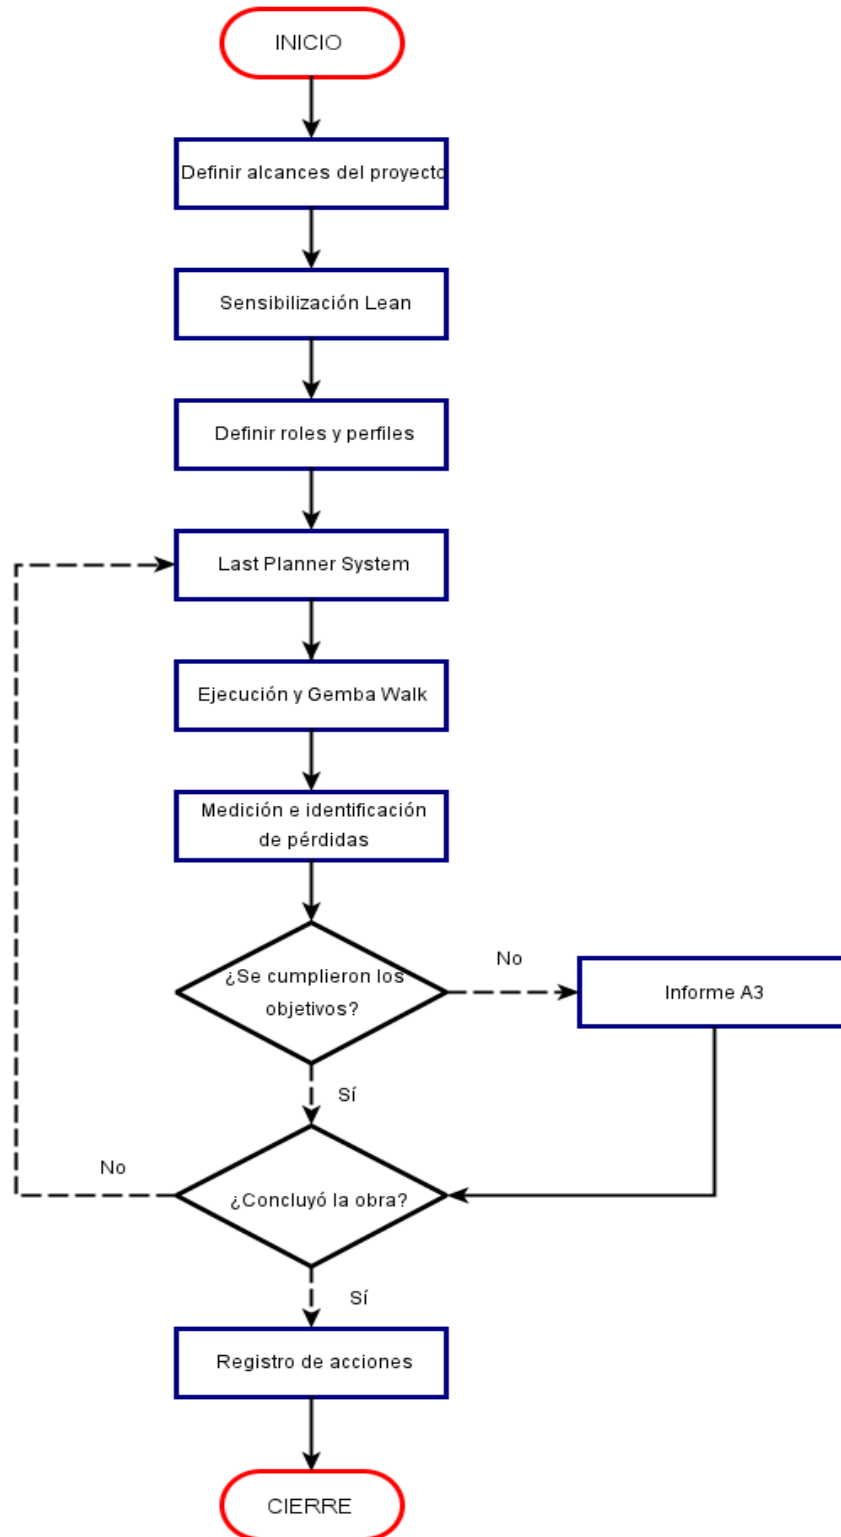 INICIO
Definir alcances del proyecto
Sensibilización Lean
Definir roles y perfiles
Last Planner System
Ejecución y Gemba Walk
Medición e identificación
de pérdidas
¿Se cumplieron los
objetivos?
No
Informe A3
Sí
No
¿Concluyó la obra?
Sí
Registro de acciones
CIERRE